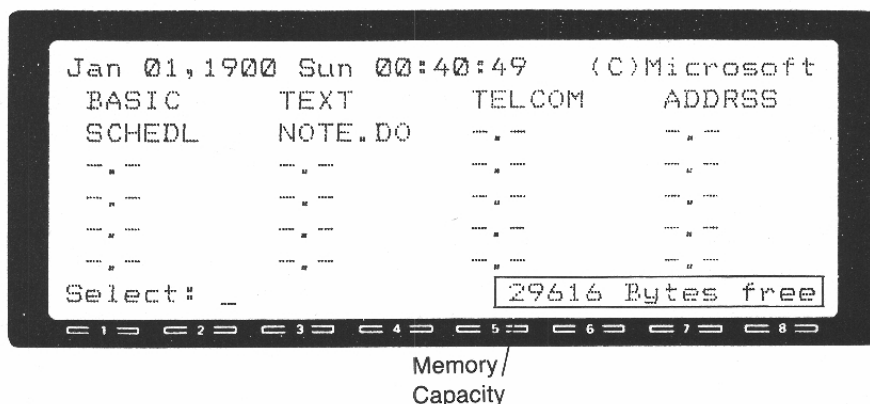 Jan 01,1900 Sun 00:40:49 (C)Microsoft
BASIC TEXT TELCOM ADDRSS
SCHEDL NOTE.DO -.- -.-
-.- -.- -.- -.-
-.- -.- -.- -.-
-.- -.- -.- -.-
-.- -.- -.- -.-
Select: _ 29616 Bytes free
1 2 3 4 5 6 7 8
Memory
Capacity